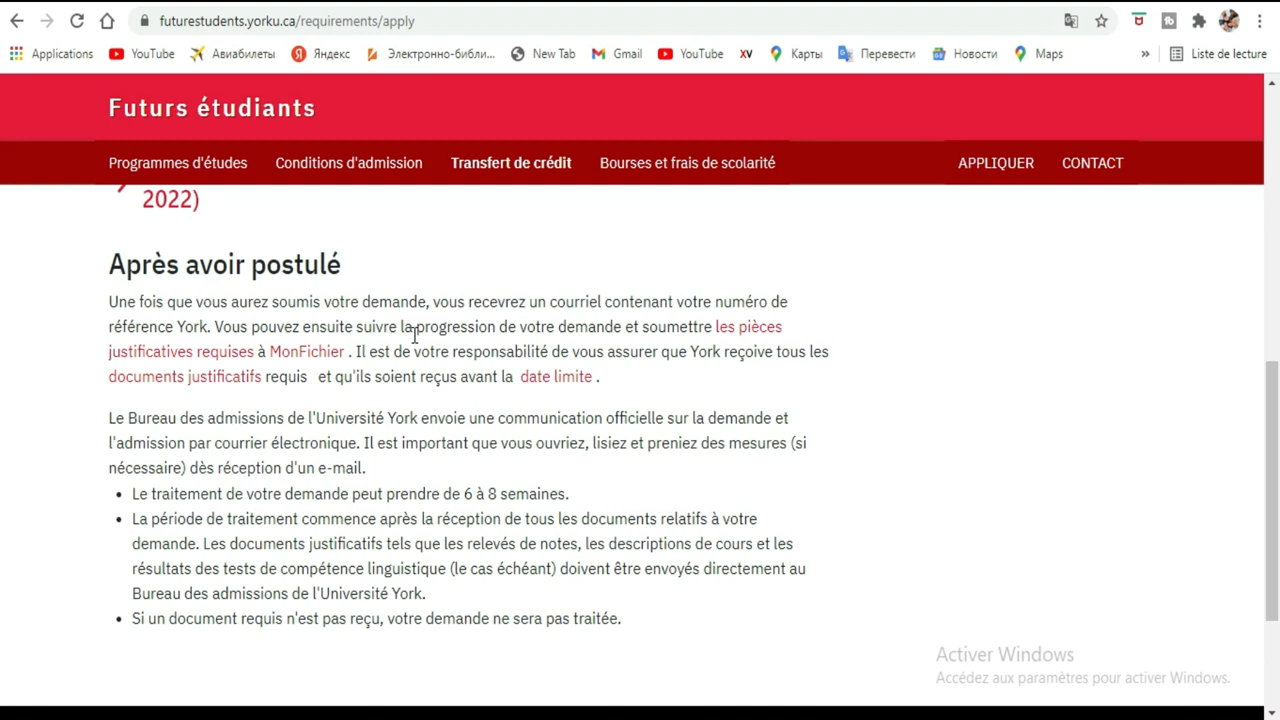 futurestudents.yorku.ca/requirements/apply
Applications YouTube Авиабилеты Яндекс Электронно-библи... New Tab Gmail YouTube XV Карты Перевести Новости Maps » Liste de lecture
Futurs étudiants
Programmes d'études Conditions d'admission Transfert de crédit Bourses et frais de scolarité APPLIQUER CONTACT
2022)
Après avoir postulé
Une fois que vous aurez soumis votre demande, vous recevrez un courriel contenant votre numéro de
référence York. Vous pouvez ensuite suivre la progression de votre demande et soumettre les pièces
justificatives requises à MonFichier . Il est de votre responsabilité de vous assurer que York reçoive tous les
documents justificatifs requis et qu'ils soient reçus avant la date limite .
Le Bureau des admissions de l'Université York envoie une communication officielle sur la demande et
l'admission par courrier électronique. Il est important que vous ouvriez, lisiez et preniez des mesures (si
nécessaire) dès réception d'un e-mail.
• Le traitement de votre demande peut prendre de 6 à 8 semaines.
• La période de traitement commence après la réception de tous les documents relatifs à votre
demande. Les documents justificatifs tels que les relevés de notes, les descriptions de cours et les
résultats des tests de compétence linguistique (le cas échéant) doivent être envoyés directement au
Bureau des admissions de l'Université York.
• Si un document requis n'est pas reçu, votre demande ne sera pas traitée.
Activer Windows
Accédez aux paramètres pour activer Windows.